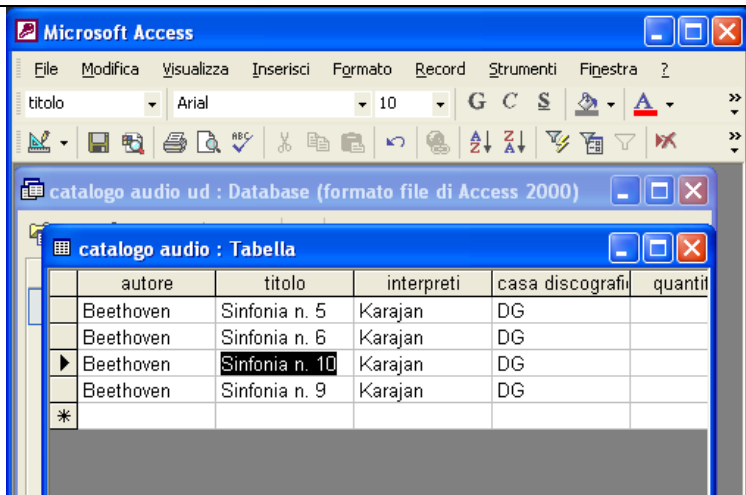 Microsoft Access
File Modifica Visualizza Inserisci Formato Record Strumenti Finestra ?
titolo Arial 10 G C S A
ABC A Z Z A
catalogo audio ud : Database (formato file di Access 2000)
catalogo audio : Tabella
autore titolo interpreti casa discografi quantit
Beethoven Sinfonia n. 5 Karajan DG
Beethoven Sinfonia n. 6 Karajan DG
Beethoven Sinfonia n. 10 Karajan DG
Beethoven Sinfonia n. 9 Karajan DG